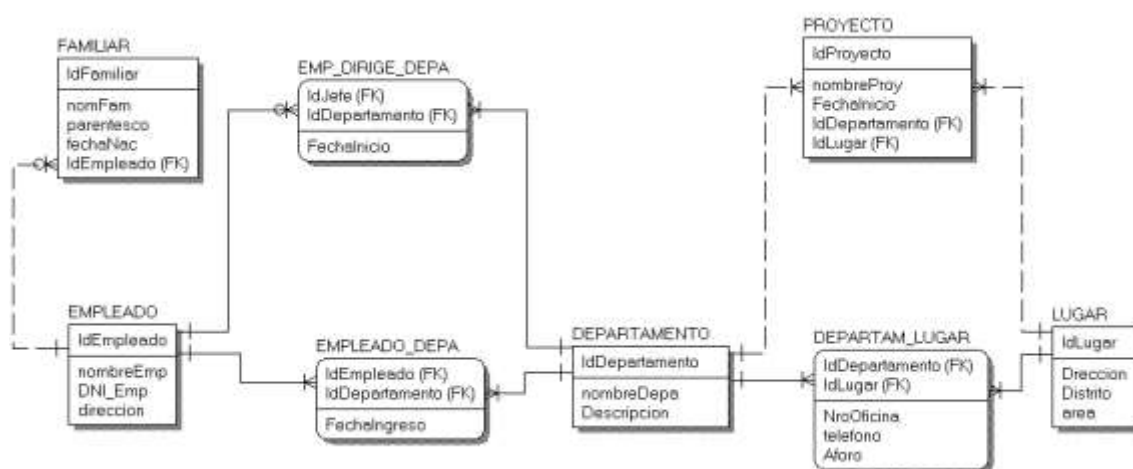 FAMILIAR
IdFamiliar
nomFam
parentesco
fechaNac
IdEmpleado (FK)
EMP_DIRIGE_DEPA
IdJefe (FK)
IdDepartamento (FK)
FechaInicio
PROYECTO
IdProyecto
nombreProy
FechaInicio
IdDepartamento (FK)
IdLugar (FK)
EMPLEADO
IdEmpleado
nombreEmp
DNI_Emp
direccion
EMPLEADO_DEPA
IdEmpleado (FK)
IdDepartamento (FK)
FechaIngreso
DEPARTAMENTO
IdDepartamento
nombreDepa
Descripcion
DEPARTAM_LUGAR
IdDepartamento (FK)
IdLugar (FK)
NroOficina
telefono
Aforo
LUGAR
IdLugar
Dreccion
Distrito
area